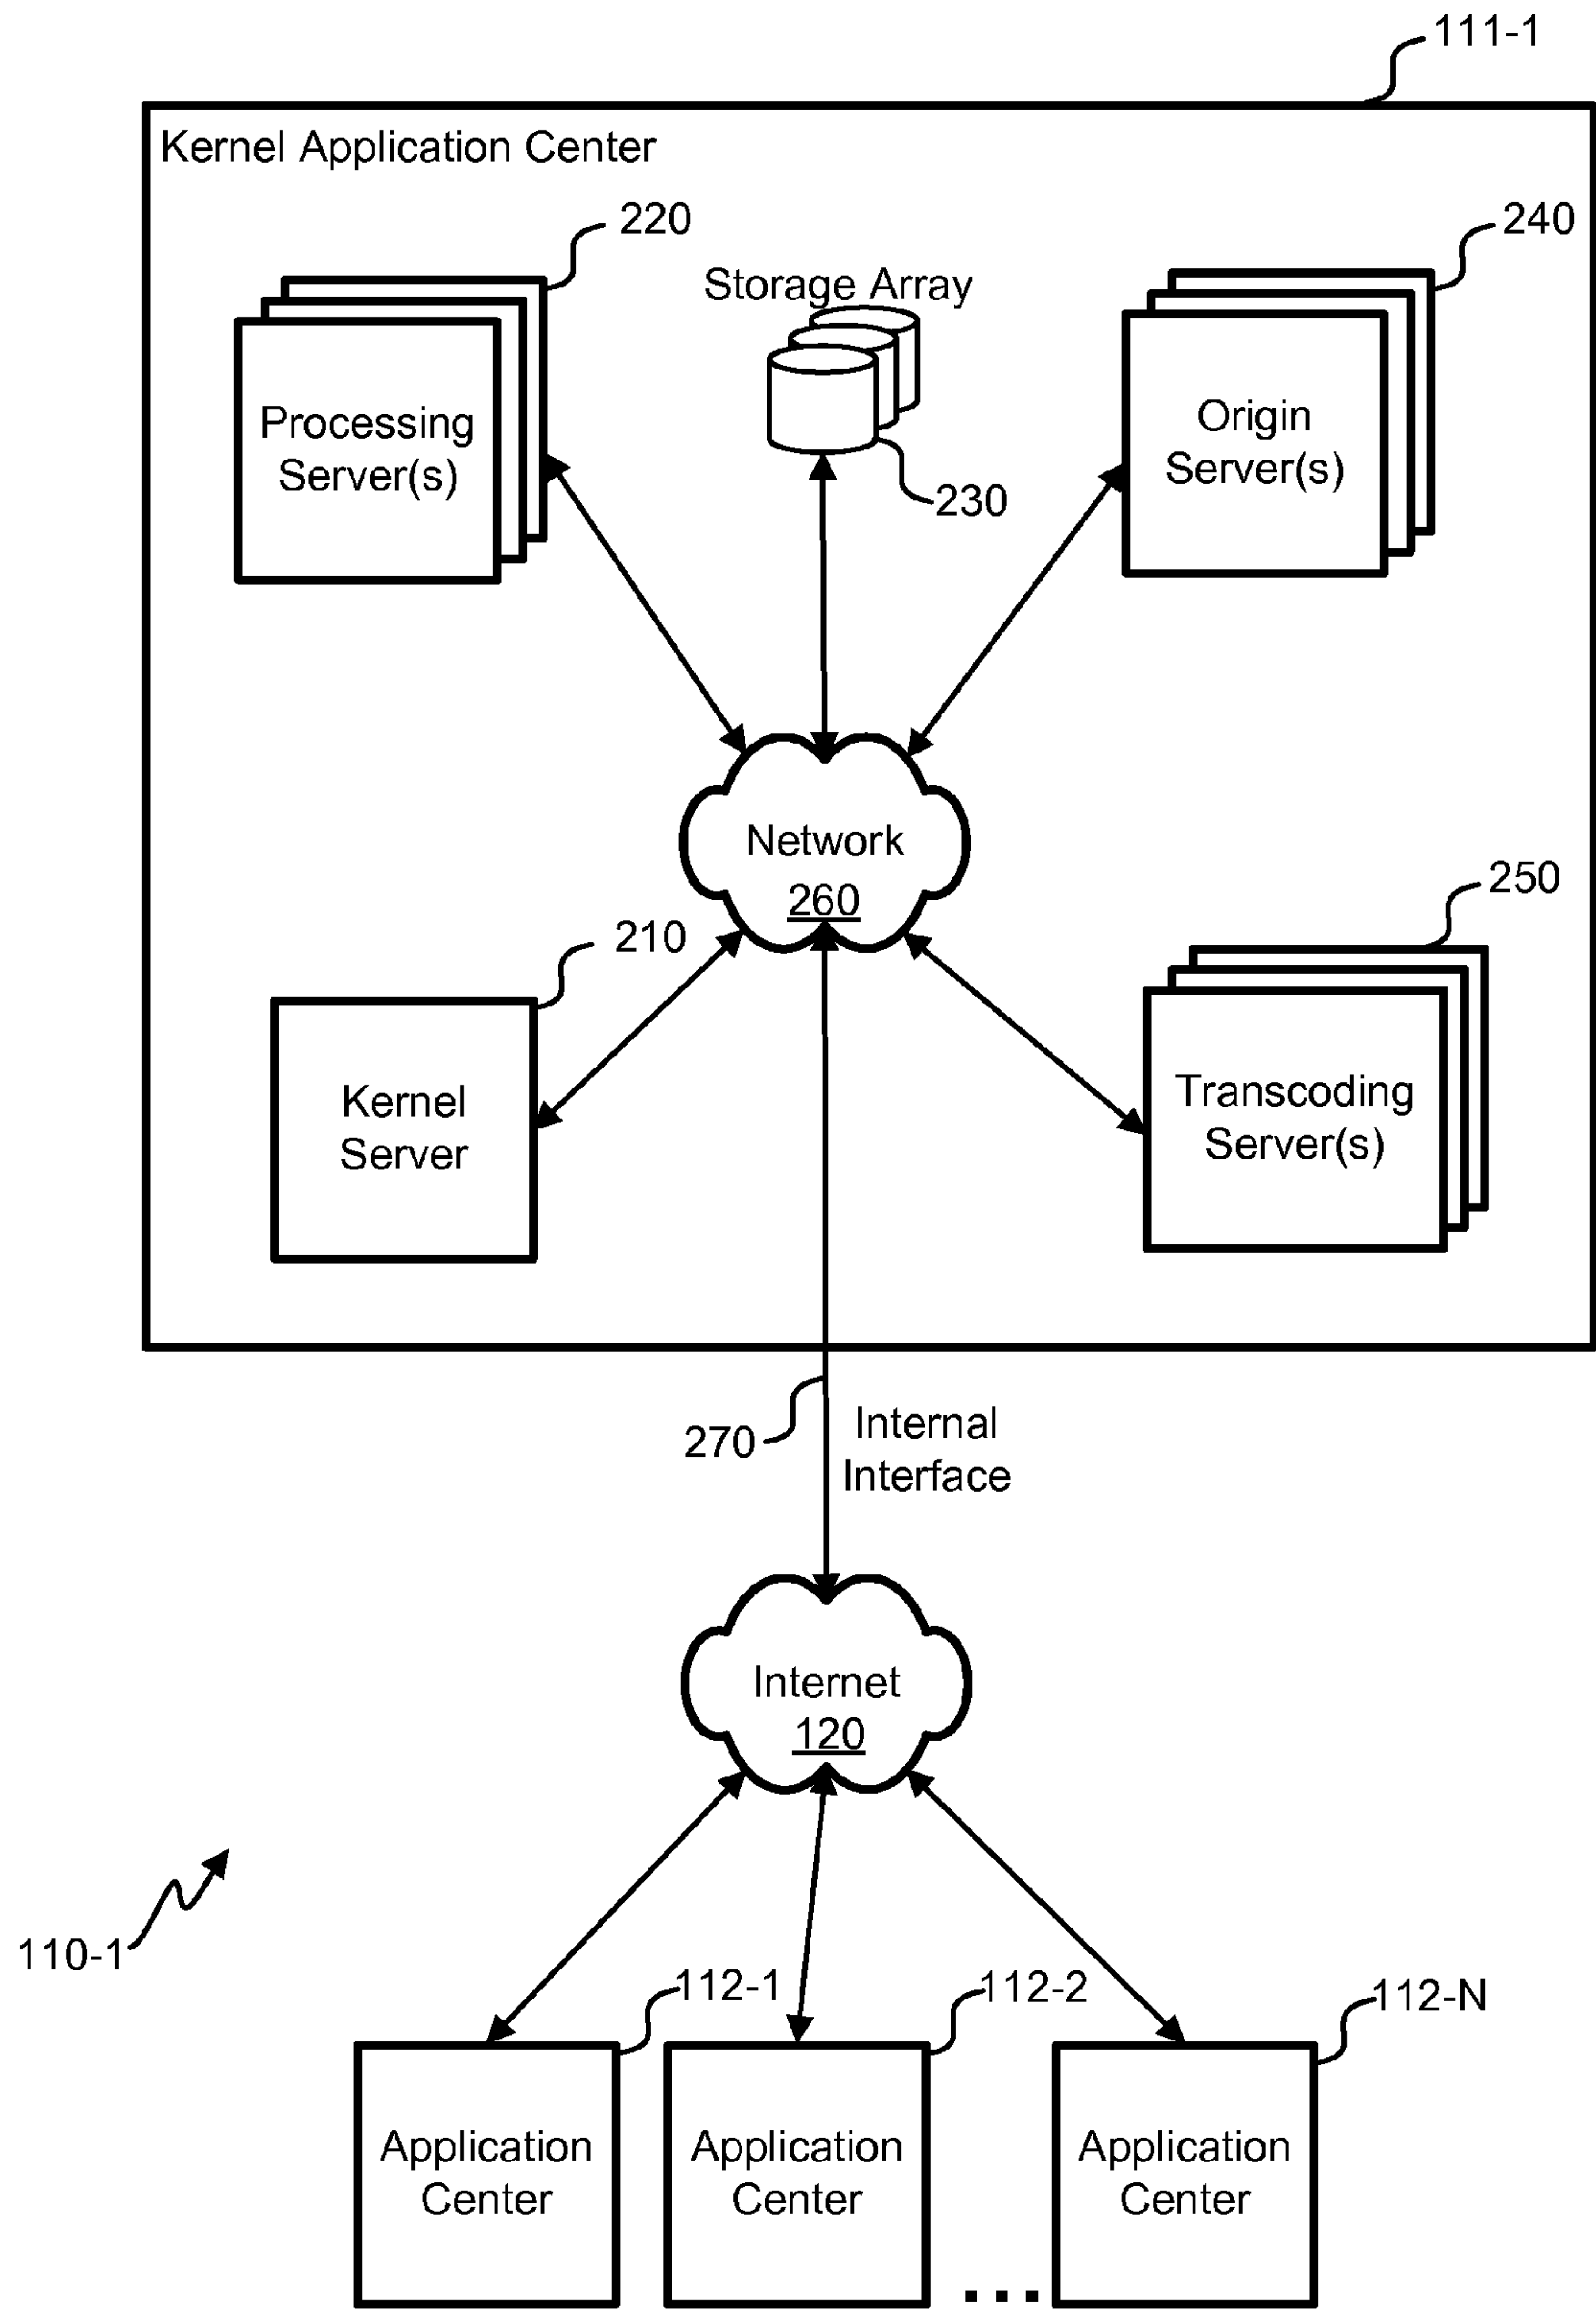 111-1
Kernel Application Center
220
240
Storage Array
Processing
Server(s)
Origin
Server(s)
230
Network
260
250
210
Kernel
Server
Transcoding
Server(s)
270
Internal
Interface
Internet
120
110-1
112-1
112-2
112-N
Application
Center
Application
Center
Application
Center
...